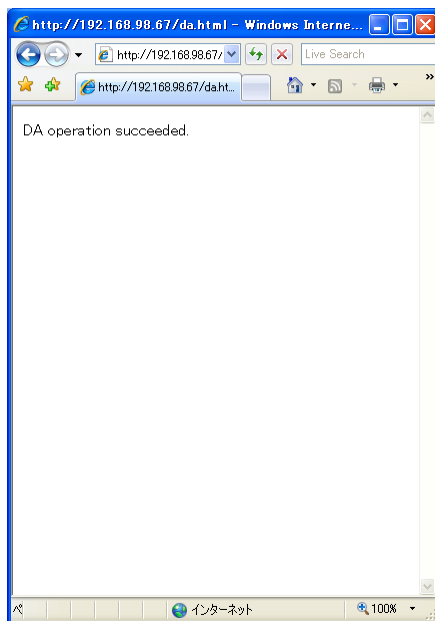 http://192.168.98.67/da.html - Windows Interne...
http://192.168.98.67/
Live Search
http://192.168.98.67/da.ht...
»
DA operation succeeded.
ペ
インターネット
100%